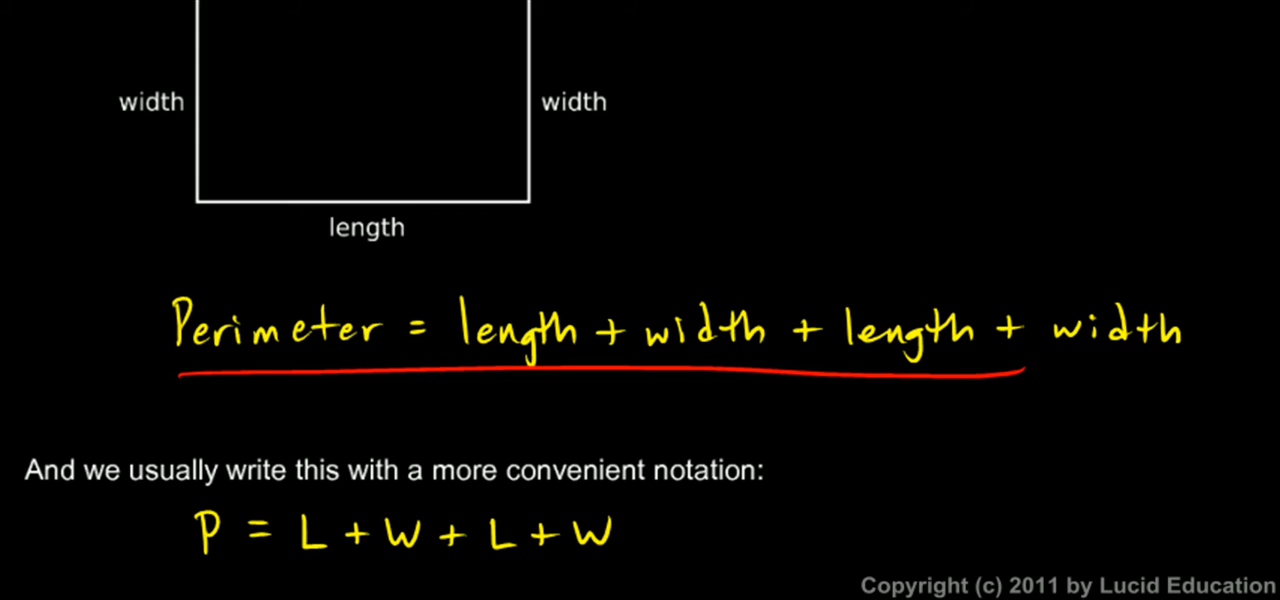 width width
length
Perimeter = length + width + length + width
And we usually write this with a more convenient notation:
P = L + W + L + W
Copyright (c) 2011 by Lucid Education